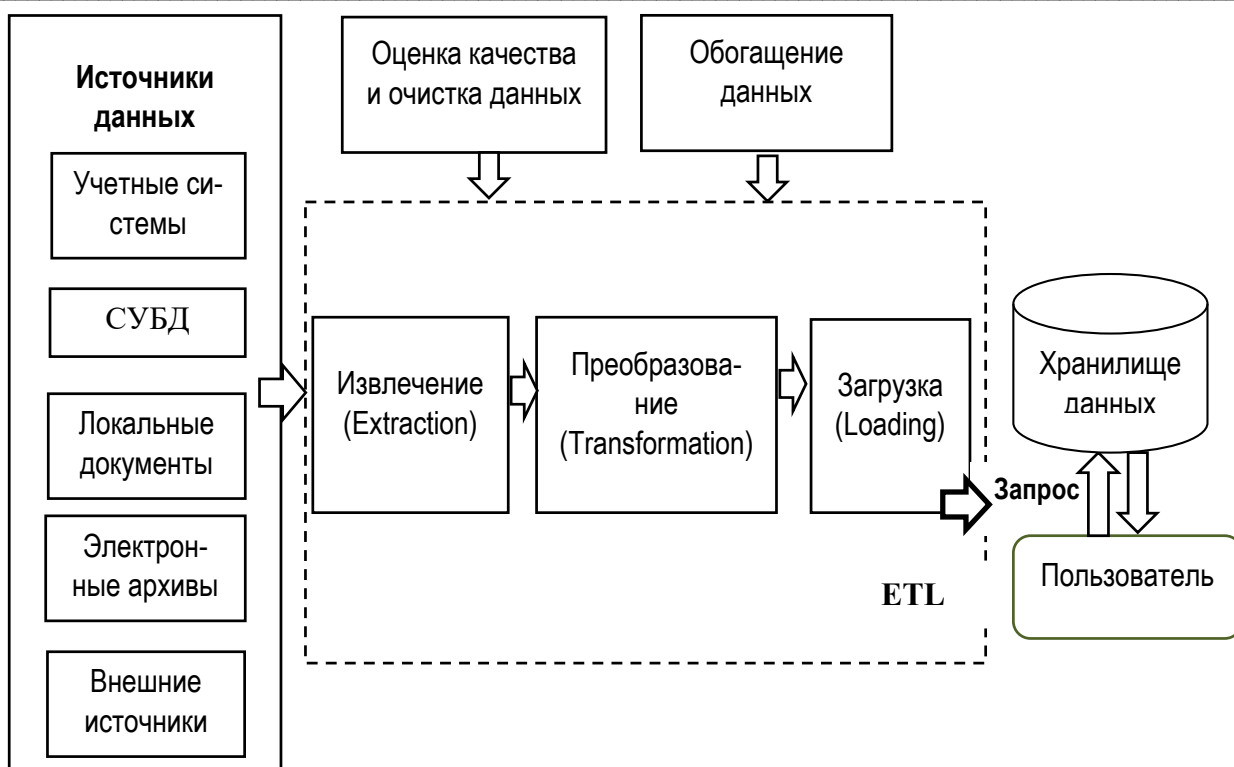 Источники
данных
Учетные си-
стемы
СУБД
Локальные
документы
Электрон-
ные архивы
Внешние
источники
Оценка качества
и очистка данных
Обогащение
данных
Извлечение
(Extraction)
Преобразова-
ние
(Transformation)
Загрузка
(Loading)
ETL
Хранилище
данных
Запрос
Пользователь